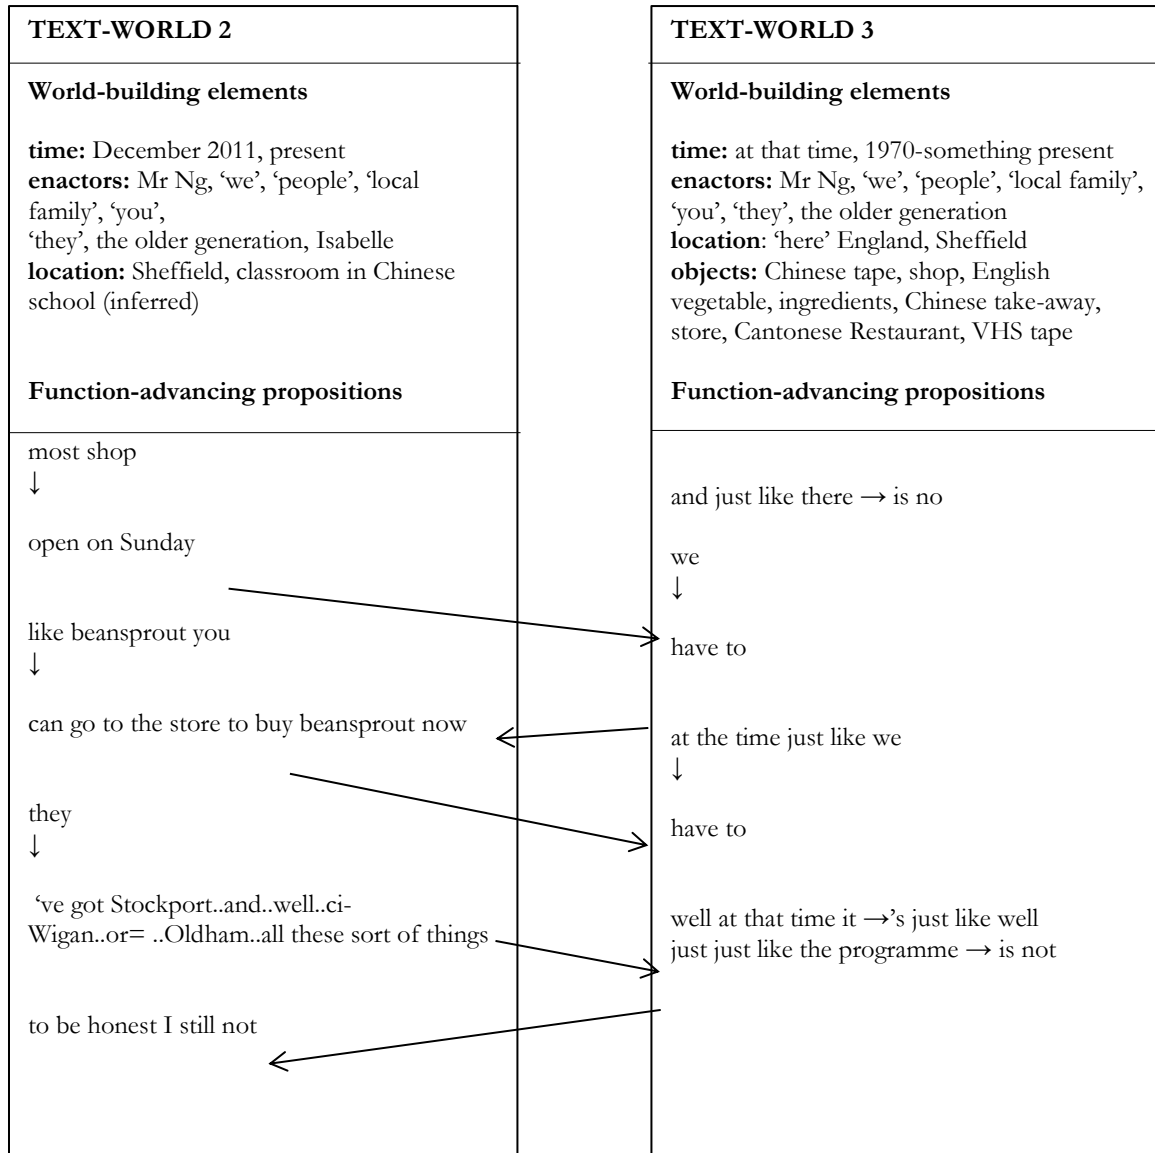 TEXT-WORLD 2
World-building elements
time: December 2011, present
enactors: Mr Ng, ‘we’, ‘people’, ‘local
family’, ‘you’,
‘they’, the older generation, Isabelle
location: Sheffield, classroom in Chinese
school (inferred)
Function-advancing propositions
most shop
↓
open on Sunday
like beansprout you
↓
can go to the store to buy beansprout now
they
↓
‘ve got Stockport..and..well..ci-
Wigan..or= ..Oldham..all these sort of things
to be honest I still not
TEXT-WORLD 3
World-building elements
time: at that time, 1970-something present
enactors: Mr Ng, ‘we’, ‘people’, ‘local family’,
‘you’, ‘they’, the older generation
location: ‘here’ England, Sheffield
objects: Chinese tape, shop, English
vegetable, ingredients, Chinese take-away,
store, Cantonese Restaurant, VHS tape
Function-advancing propositions
and just like there → is no
we
↓
have to
at the time just like we
↓
have to
well at that time it →’s just like well
just just like the programme → is not